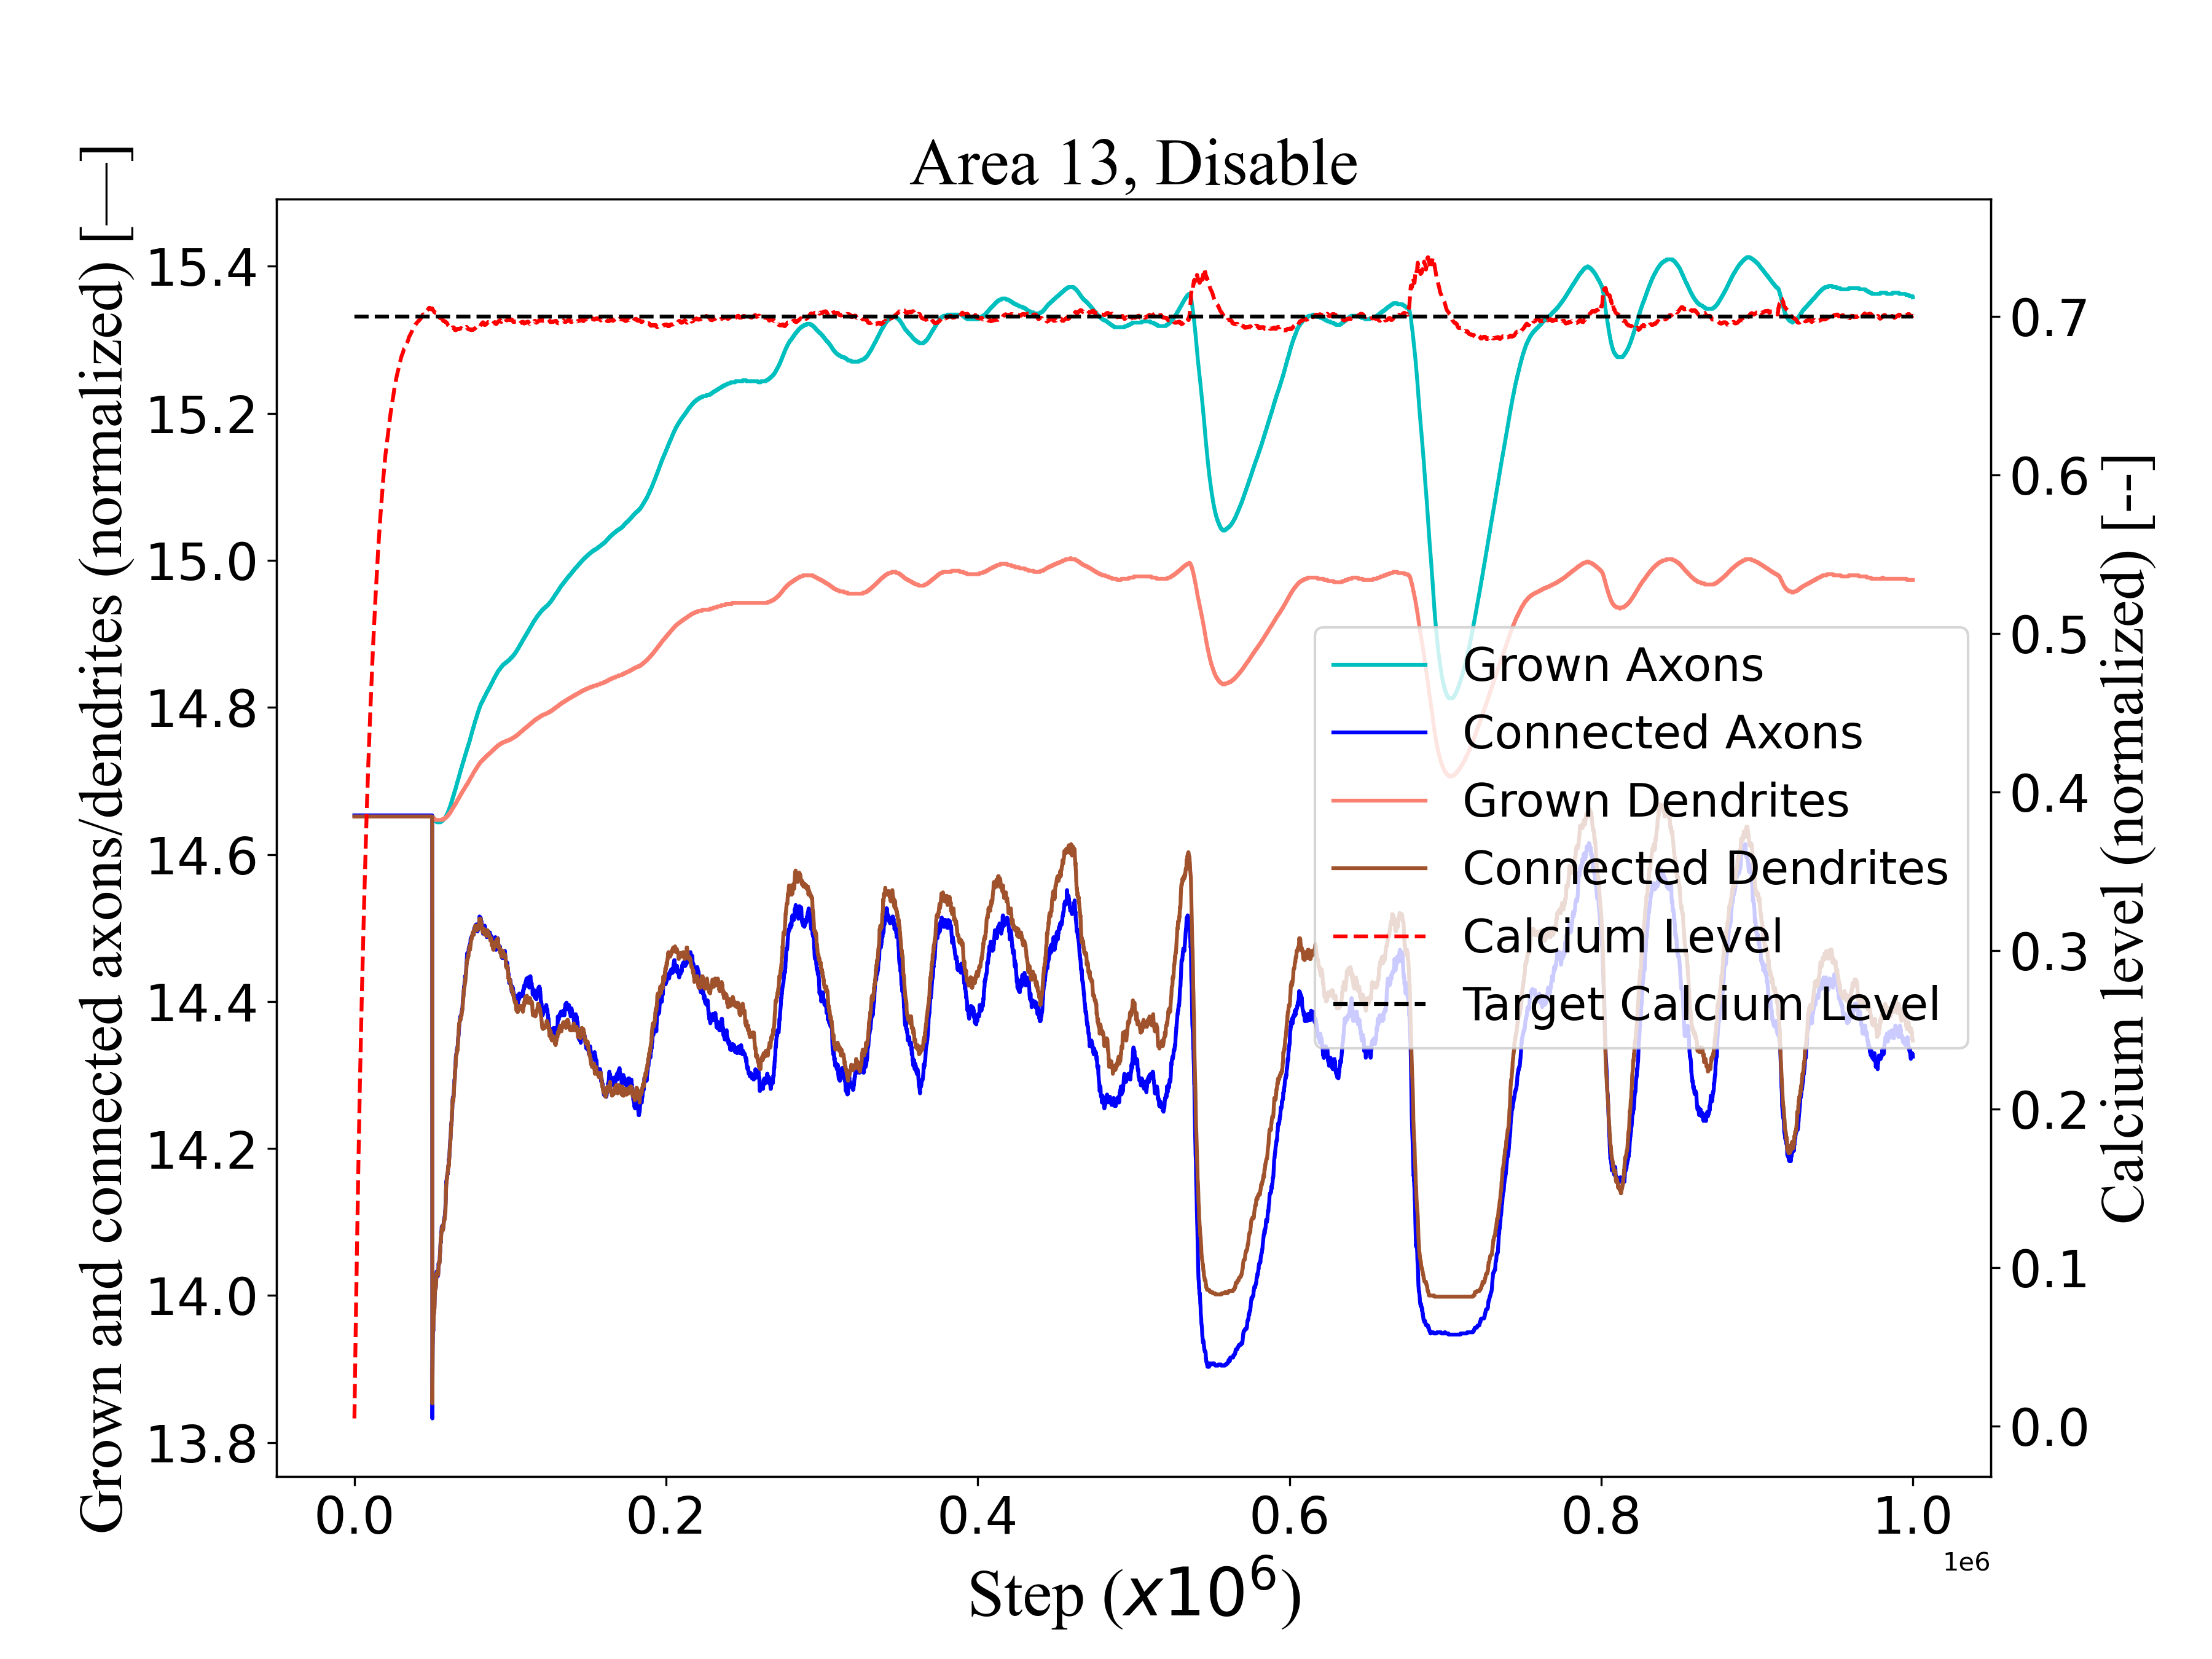 Area 13, Disable
Grown and connected axons/dendrites (normalized) [—]
15.4
15.2
15.0
14.8
14.6
14.4
14.2
14.0
13.8
0.7
0.6
0.5
0.4
0.3
0.2
0.1
0.0
Calcium level (normalized) [--]
Grown Axons
Connected Axons
Grown Dendrites
Connected Dendrites
Calcium Level
Target Calcium Level
0.0 0.2 0.4 0.6 0.8 1.0
1e6
Step (x10⁶)